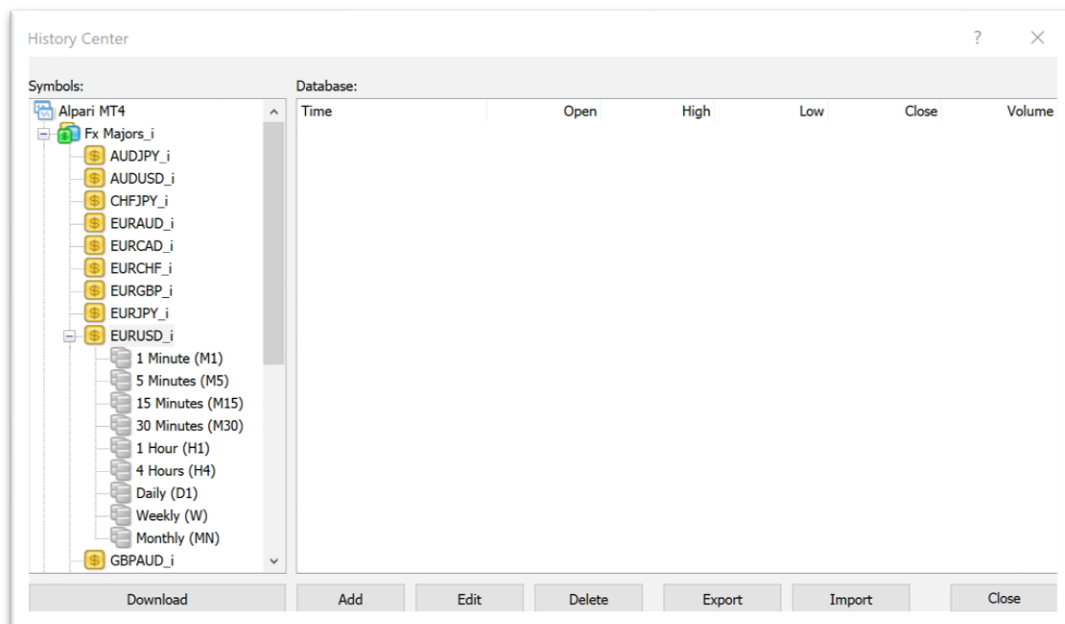 History Center ?
Symbols: Database:
Alpari MT4
Time Open High Low Close Volume
Fx Majors_i
AUDJPY_i
AUDUSD_i
CHFJPY_i
EURAUD_i
EURCAD_i
EURCHF_i
EURGBP_i
EURJPY_i
EURUSD_i
1 Minute (M1)
5 Minutes (M5)
15 Minutes (M15)
30 Minutes (M30)
1 Hour (H1)
4 Hours (H4)
Daily (D1)
Weekly (W)
Monthly (MN)
GBPAUD_i
Download Add Edit Delete Export Import Close